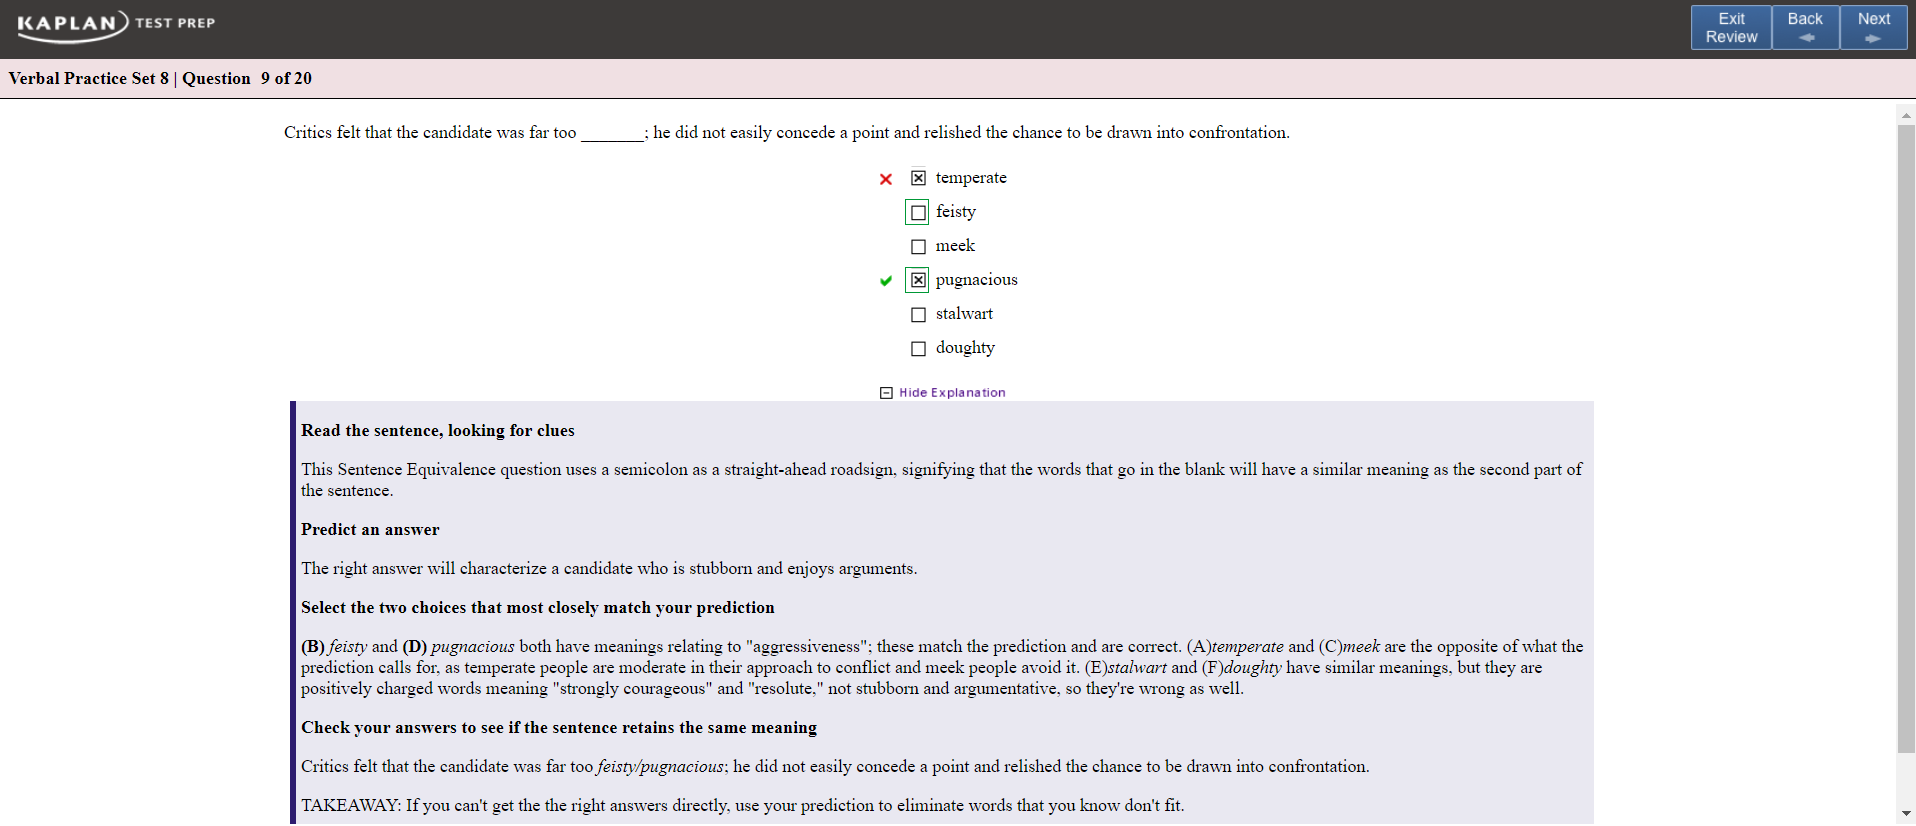 KAPLAN TEST PREP
Exit Review
Back
Next
Verbal Practice Set 8 | Question 9 of 20
Critics felt that the candidate was far too _______; he did not easily concede a point and relished the chance to be drawn into confrontation.
temperate
feisty
meek
pugnacious
stalwart
doughty
Hide Explanation
Read the sentence, looking for clues
This Sentence Equivalence question uses a semicolon as a straight-ahead roadsign, signifying that the words that go in the blank will have a similar meaning as the second part of
the sentence.
Predict an answer
The right answer will characterize a candidate who is stubborn and enjoys arguments.
Select the two choices that most closely match your prediction
(B) feisty and (D) pugnacious both have meanings relating to "aggressiveness"; these match the prediction and are correct. (A)temperate and (C)meek are the opposite of what the
prediction calls for, as temperate people are moderate in their approach to conflict and meek people avoid it. (E)stalwart and (F)doughty have similar meanings, but they are
positively charged words meaning "strongly courageous" and "resolute," not stubborn and argumentative, so they're wrong as well.
Check your answers to see if the sentence retains the same meaning
Critics felt that the candidate was far too feisty/pugnacious; he did not easily concede a point and relished the chance to be drawn into confrontation.
TAKEAWAY: If you can't get the the right answers directly, use your prediction to eliminate words that you know don't fit.